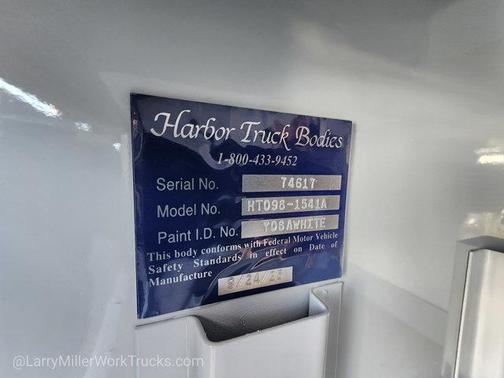 Harbor Truck Bodies
1-800-433-9452
Serial No. 74617
Model No. HT098-1541A
Paint I.D. No. YO8AWHITE
This body conforms with Federal Motor Vehicle
Safety Standards in effect on Date of
Manufacture
@LarryMillerWorkTrucks.com